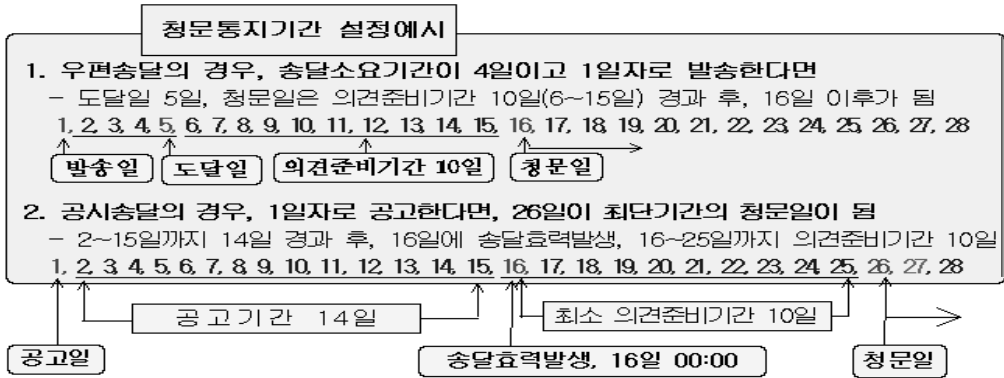 청문통지기간 설정예시
1. 우편송달의 경우, 송달소요기간이 4일이고 1일자로 발송한다면
- 도달일 5일, 청문일은 의견준비기간 10일(6~15일) 경과 후, 16일 이후가 됨
1, 2, 3, 4, 5, 6, 7, 8, 9, 10, 11, 12, 13, 14, 15, 16, 17, 18, 19, 20, 21, 22, 23, 24, 25, 26, 27, 28
발송일 도달일 의견준비기간 10일 청문일
2. 공시송달의 경우, 1일자로 공고한다면, 26일이 최단기간의 청문일이 됨
- 2~15일까지 14일 경과 후, 16일에 송달효력발생, 16~25일까지 의견준비기간 10일
1, 2, 3, 4, 5, 6, 7, 8, 9, 10, 11, 12, 13, 14, 15, 16, 17, 18, 19, 20, 21, 22, 23, 24, 25, 26, 27, 28
공고기간 14일 최소 의견준비기간 10일
공고일 송달효력발생, 16일 00:00 청문일